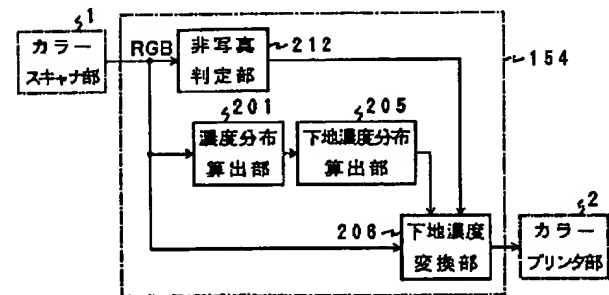 1
カラー
スキャナ部
RGB
非写真
判定部
212
154
201
濃度分布
算出部
205
下地濃度分布
算出部
206
下地濃度
変換部
2
カラー
プリンタ部